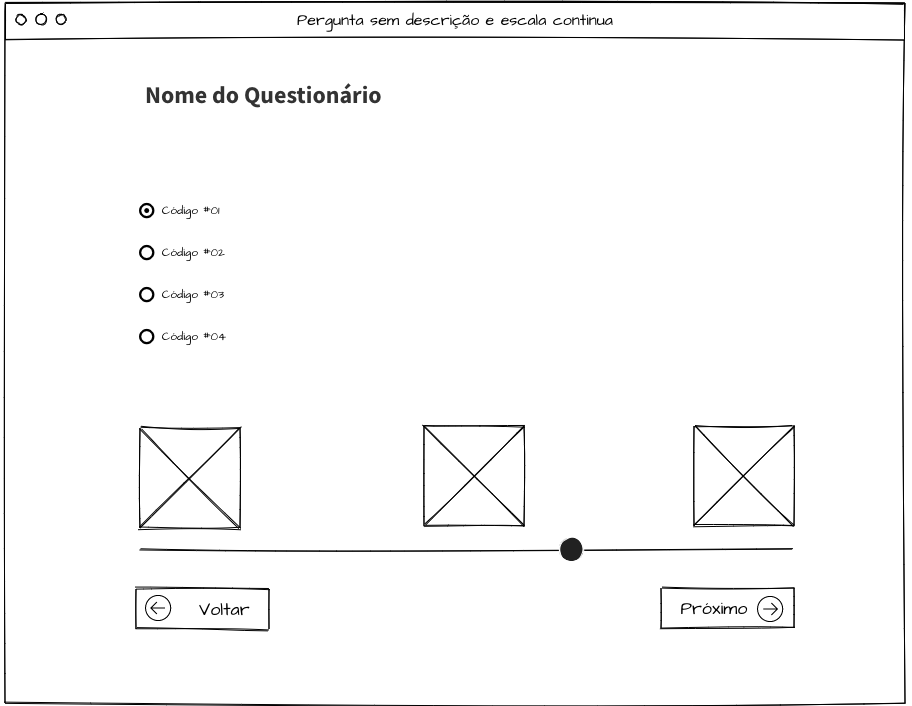 Pergunta sem descrição e escala continua
Nome do Questionário
Código #01
Código #02
Código #03
Código #04
Voltar
Próximo